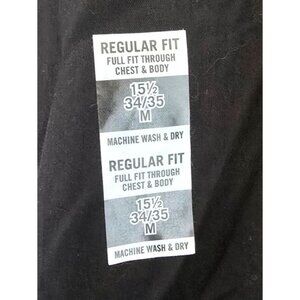 REGULAR FIT
FULL FIT THROUGH
CHEST & BODY
15½
34/35
M
MACHINE WASH & DRY
REGULAR FIT
FULL FIT THROUGH
CHEST & BODY
15½
34/35
M
MACHINE WASH & DRY